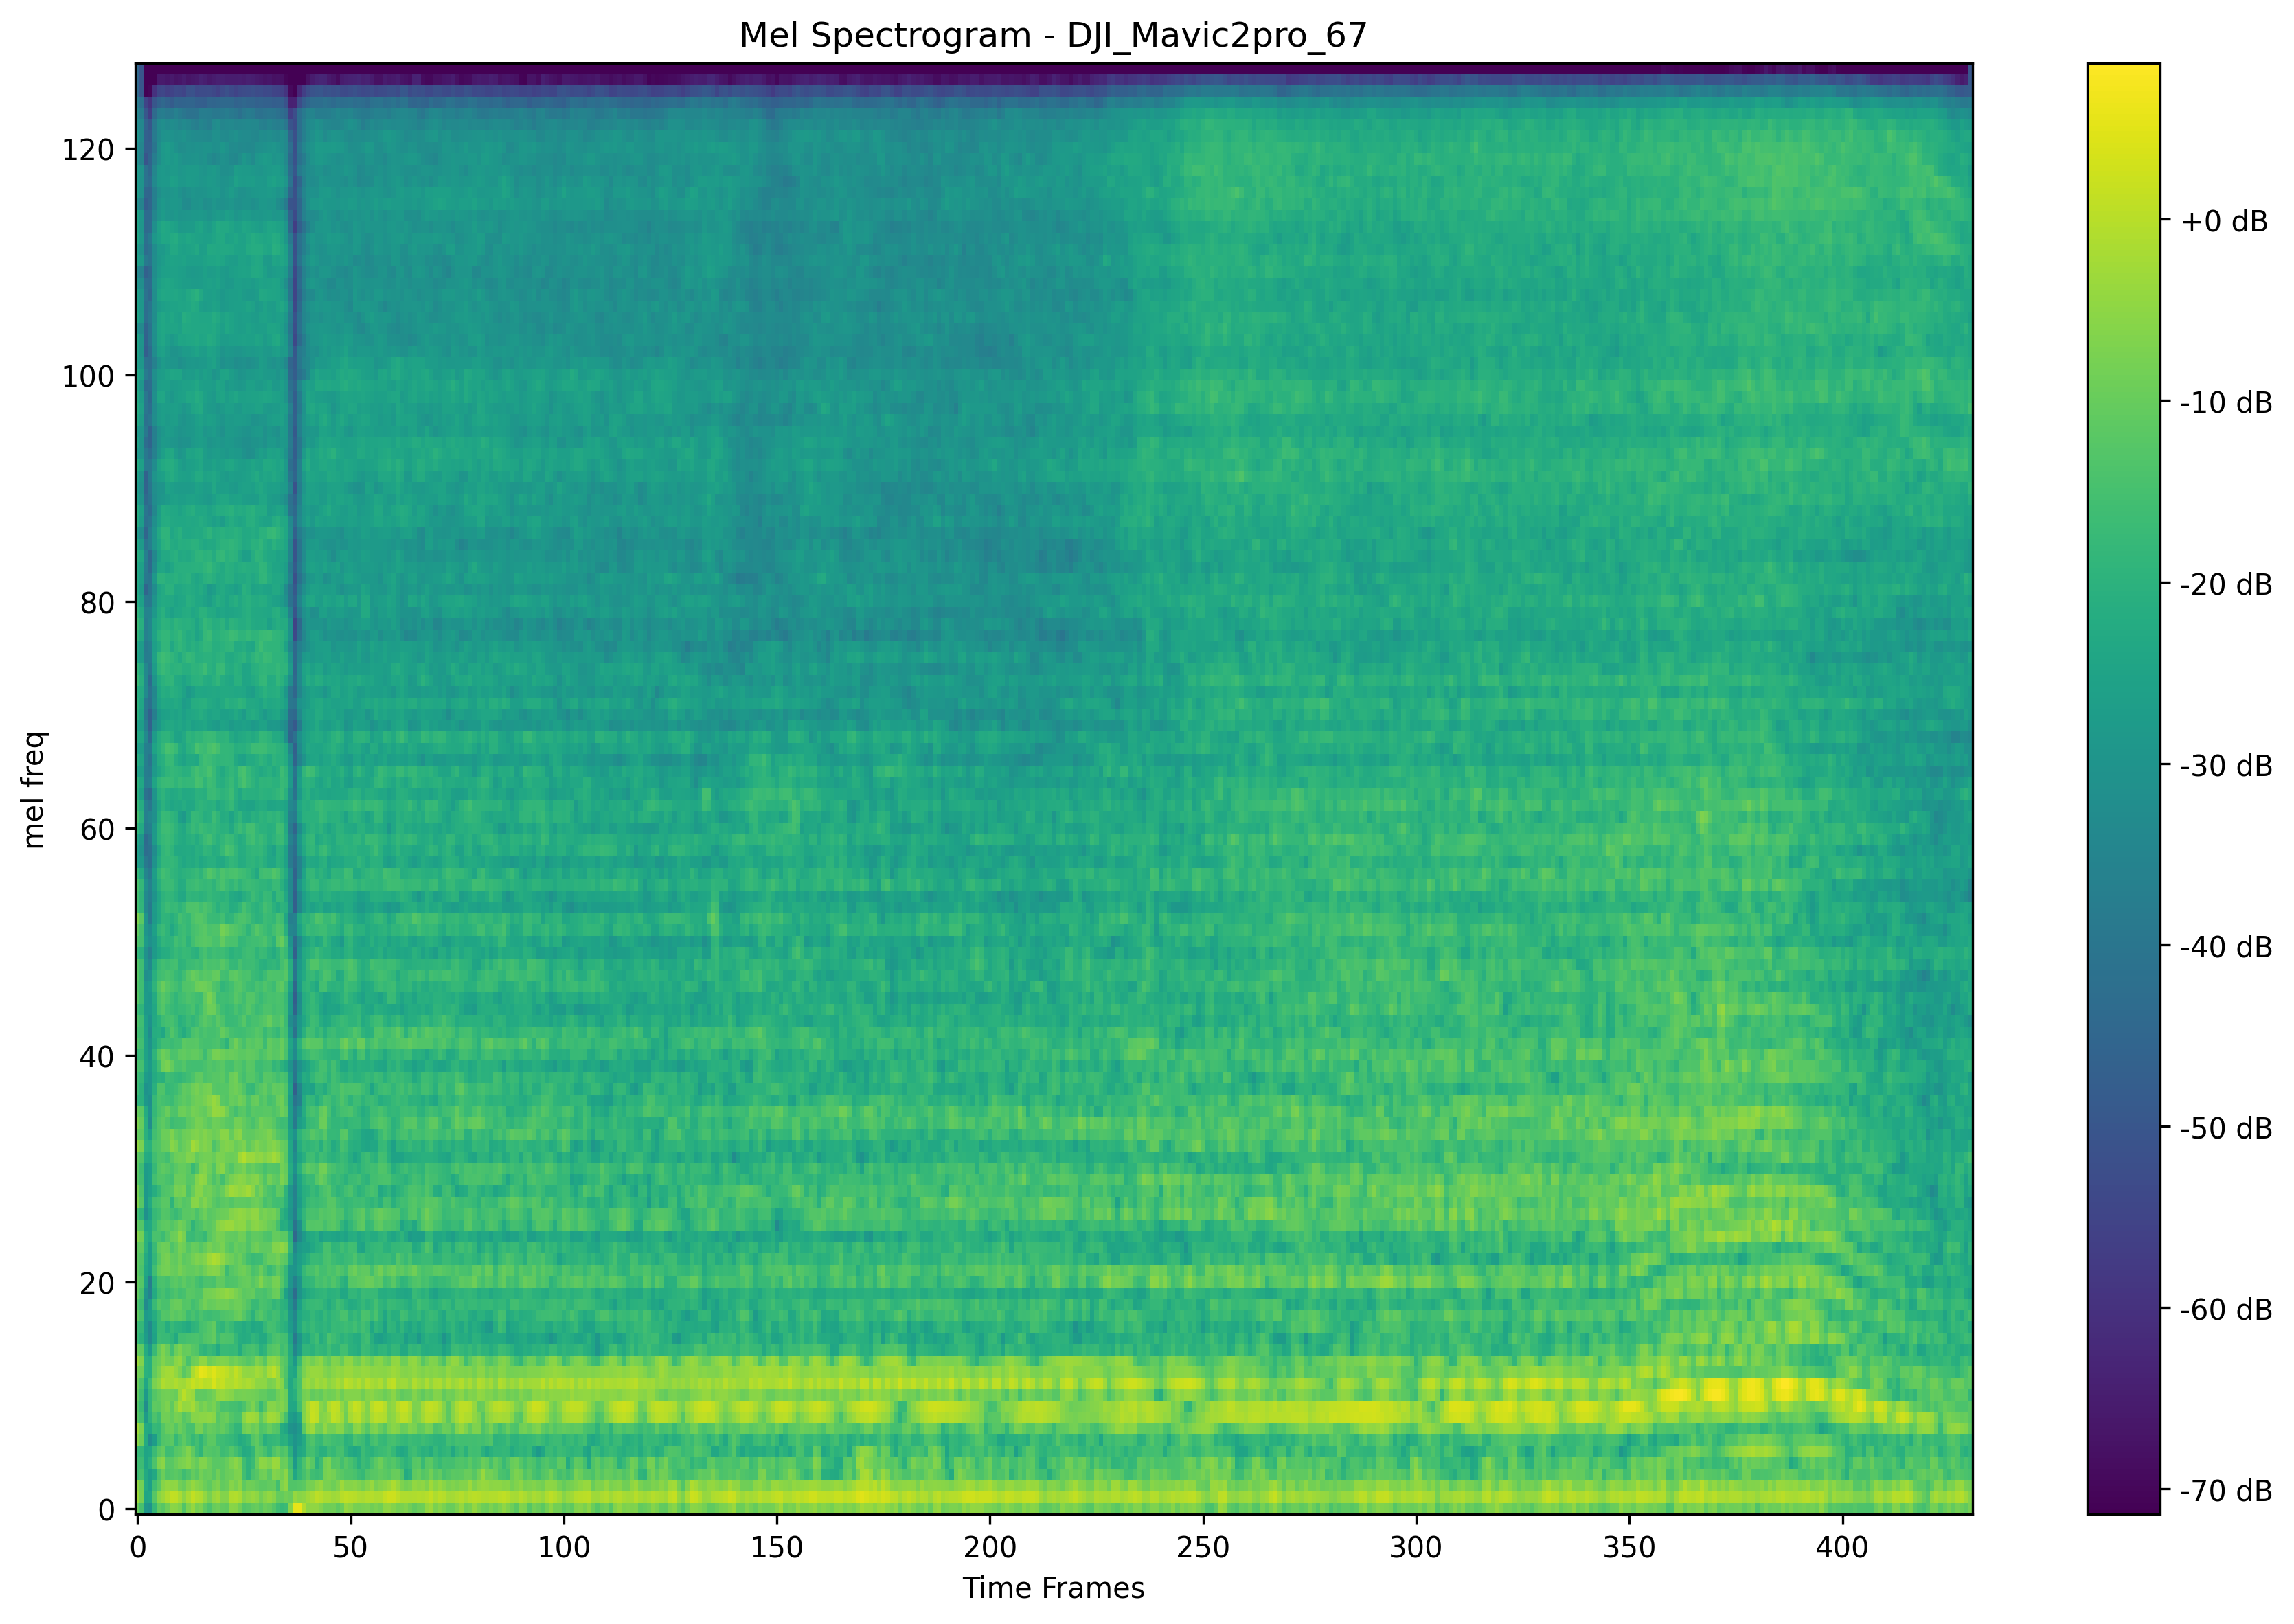 Mel Spectrogram - DJI_Mavic2pro_67
mel freq
120
100
80
60
40
20
0
0 50 100 150 200 250 300 350 400
Time Frames
+0 dB
-10 dB
-20 dB
-30 dB
-40 dB
-50 dB
-60 dB
-70 dB